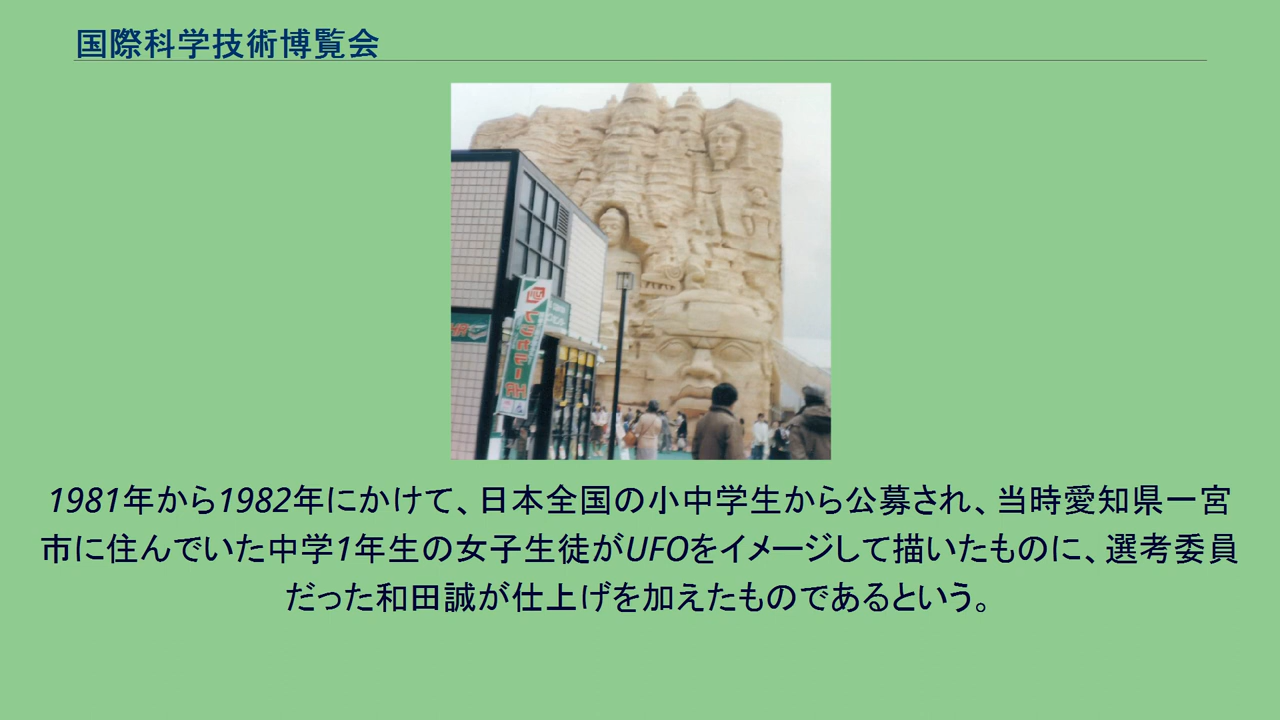 国際科学技術博覧会
1981年から1982年にかけて、日本全国の小中学生から公募され、当時愛知県一宮
市に住んでいた中学1年生の女子生徒がUFOをイメージして描いたものに、選考委員
だった和田誠が仕上げを加えたものであるという。